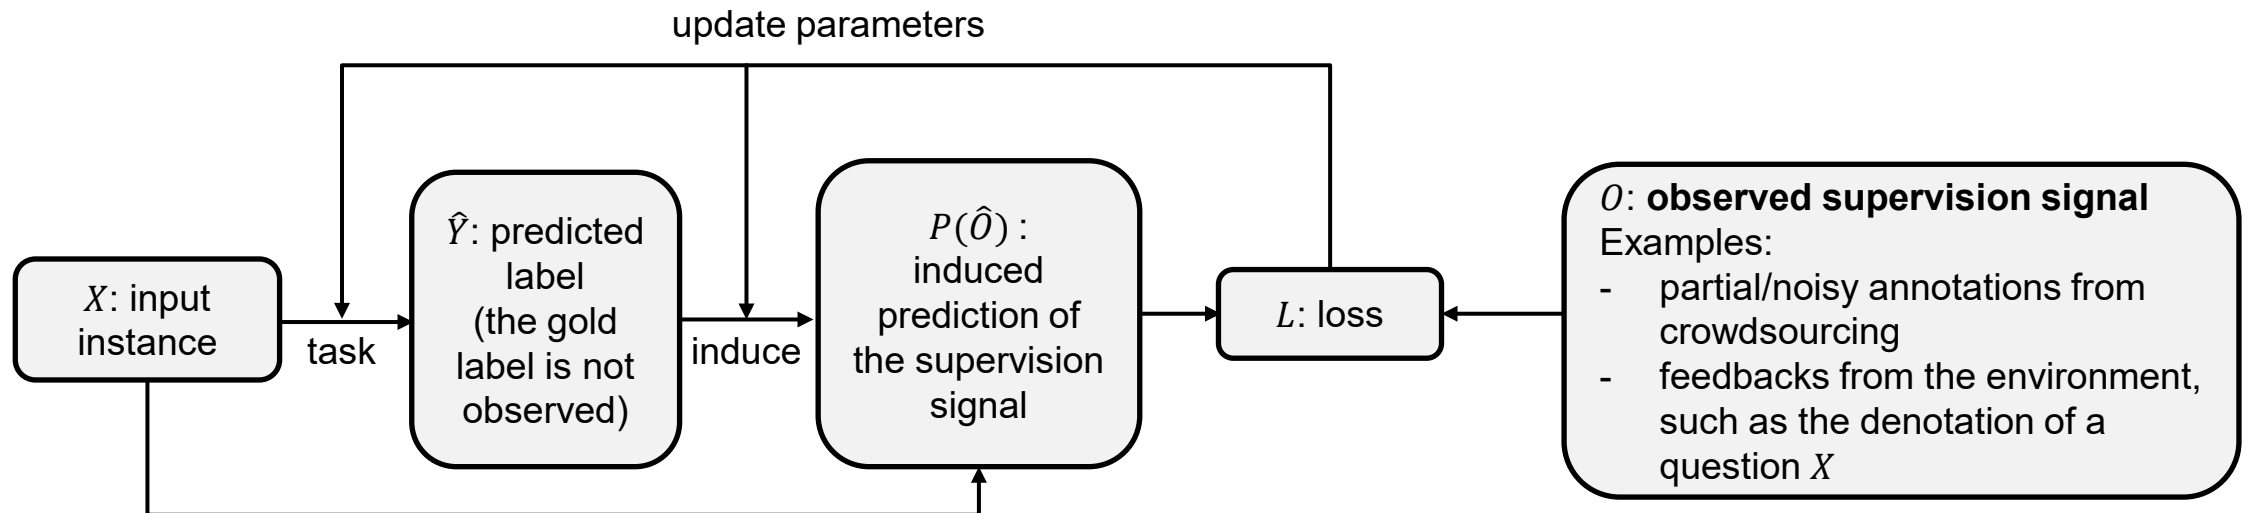 update parameters
X: input
instance
task
Ŷ: predicted
label
(the gold
label is not
observed)
induce
P(Ô) :
induced
prediction of
the supervision
signal
L: loss
O: observed supervision signal
Examples:
- partial/noisy annotations from
crowdsourcing
- feedbacks from the environment,
such as the denotation of a
question X